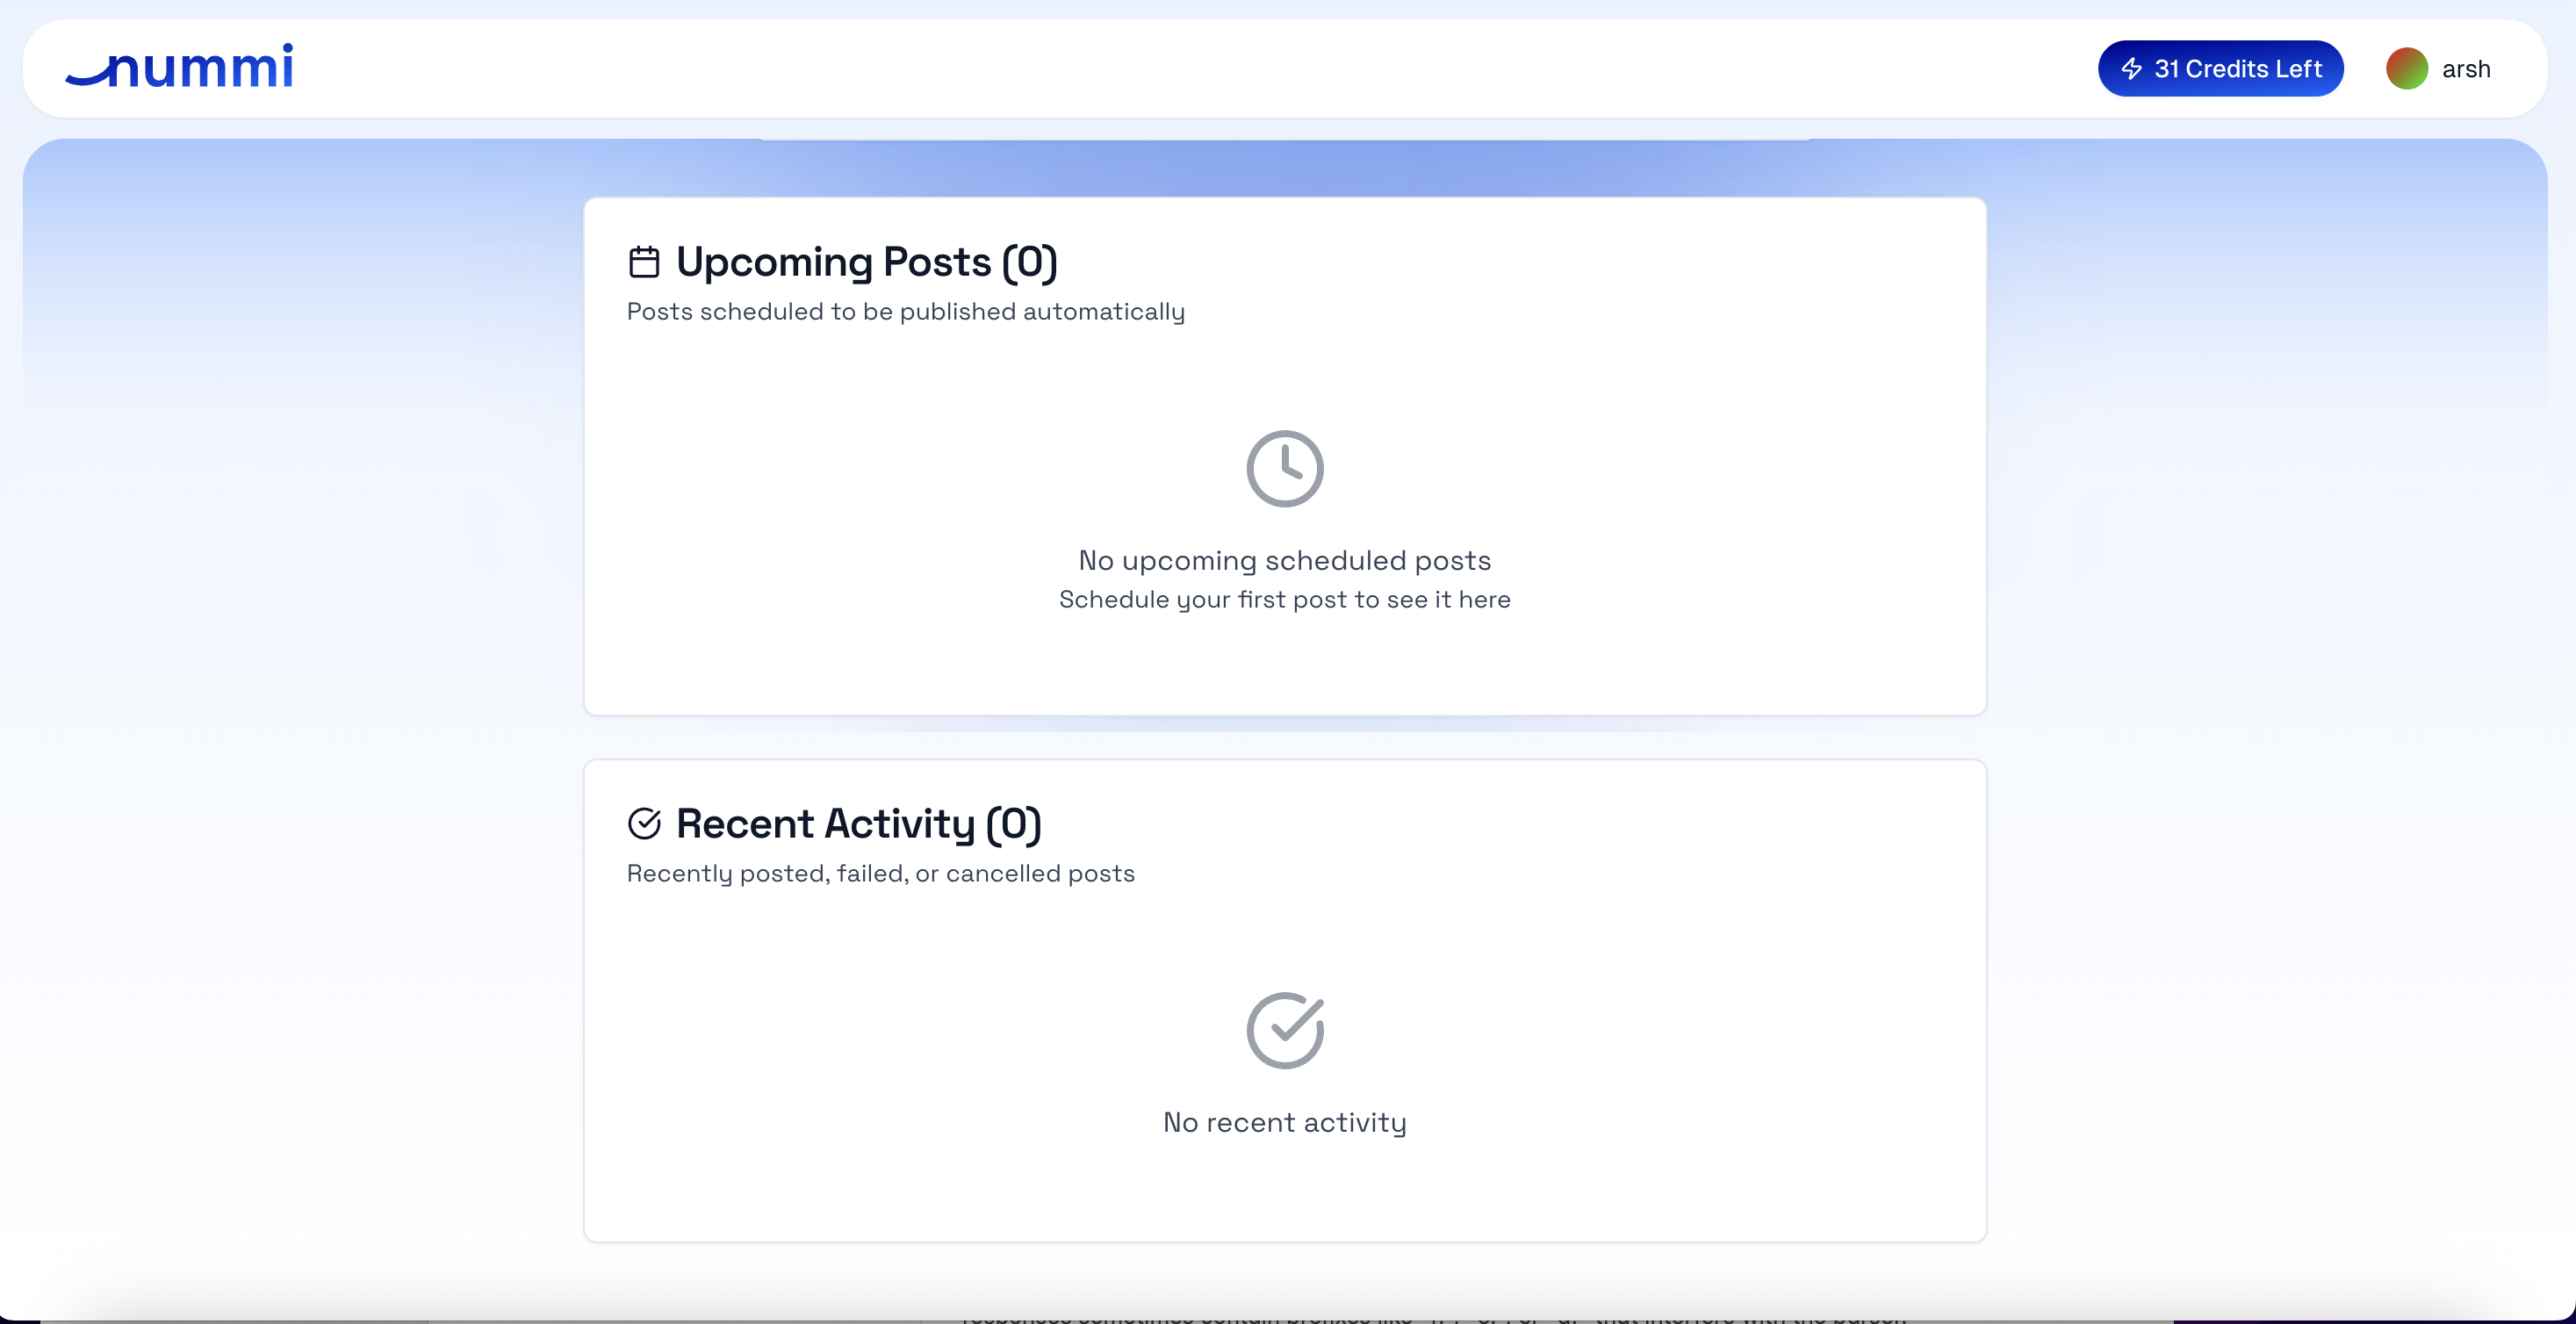 nummi
31 Credits Left
arsh
Upcoming Posts (0)
Posts scheduled to be published automatically
No upcoming scheduled posts
Schedule your first post to see it here
Recent Activity (0)
Recently posted, failed, or cancelled posts
No recent activity